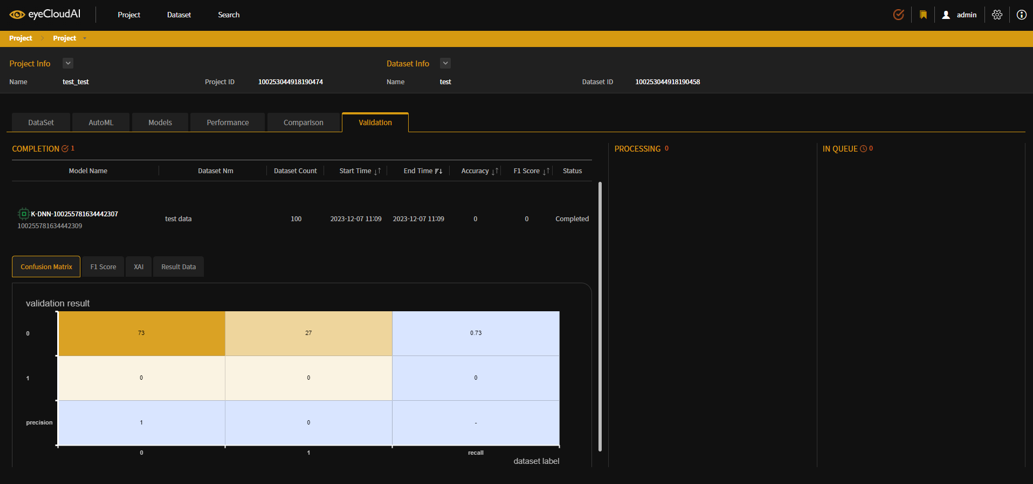 eyeCloudAI Project Dataset Search admin
Project Project
Project Info Dataset Info
Name test_test Project ID 100253044918190474 Name test Dataset ID 100253044918190458
DataSet AutoML Models Performance Comparison Validation
COMPLETION 1 PROCESSING 0 IN QUEUE 0
Model Name Dataset Nm Dataset Count Start Time End Time Accuracy F1 Score Status
K-DNN-100255781634442307
100255781634442309
test data 100 2023-12-07 11:09 2023-12-07 11:09 0 0 Completed
Confusion Matrix F1 Score XAI Result Data
validation result
0 73 27 0.73
1 0 0 0
precision 1 0 -
0 1 recall
dataset label